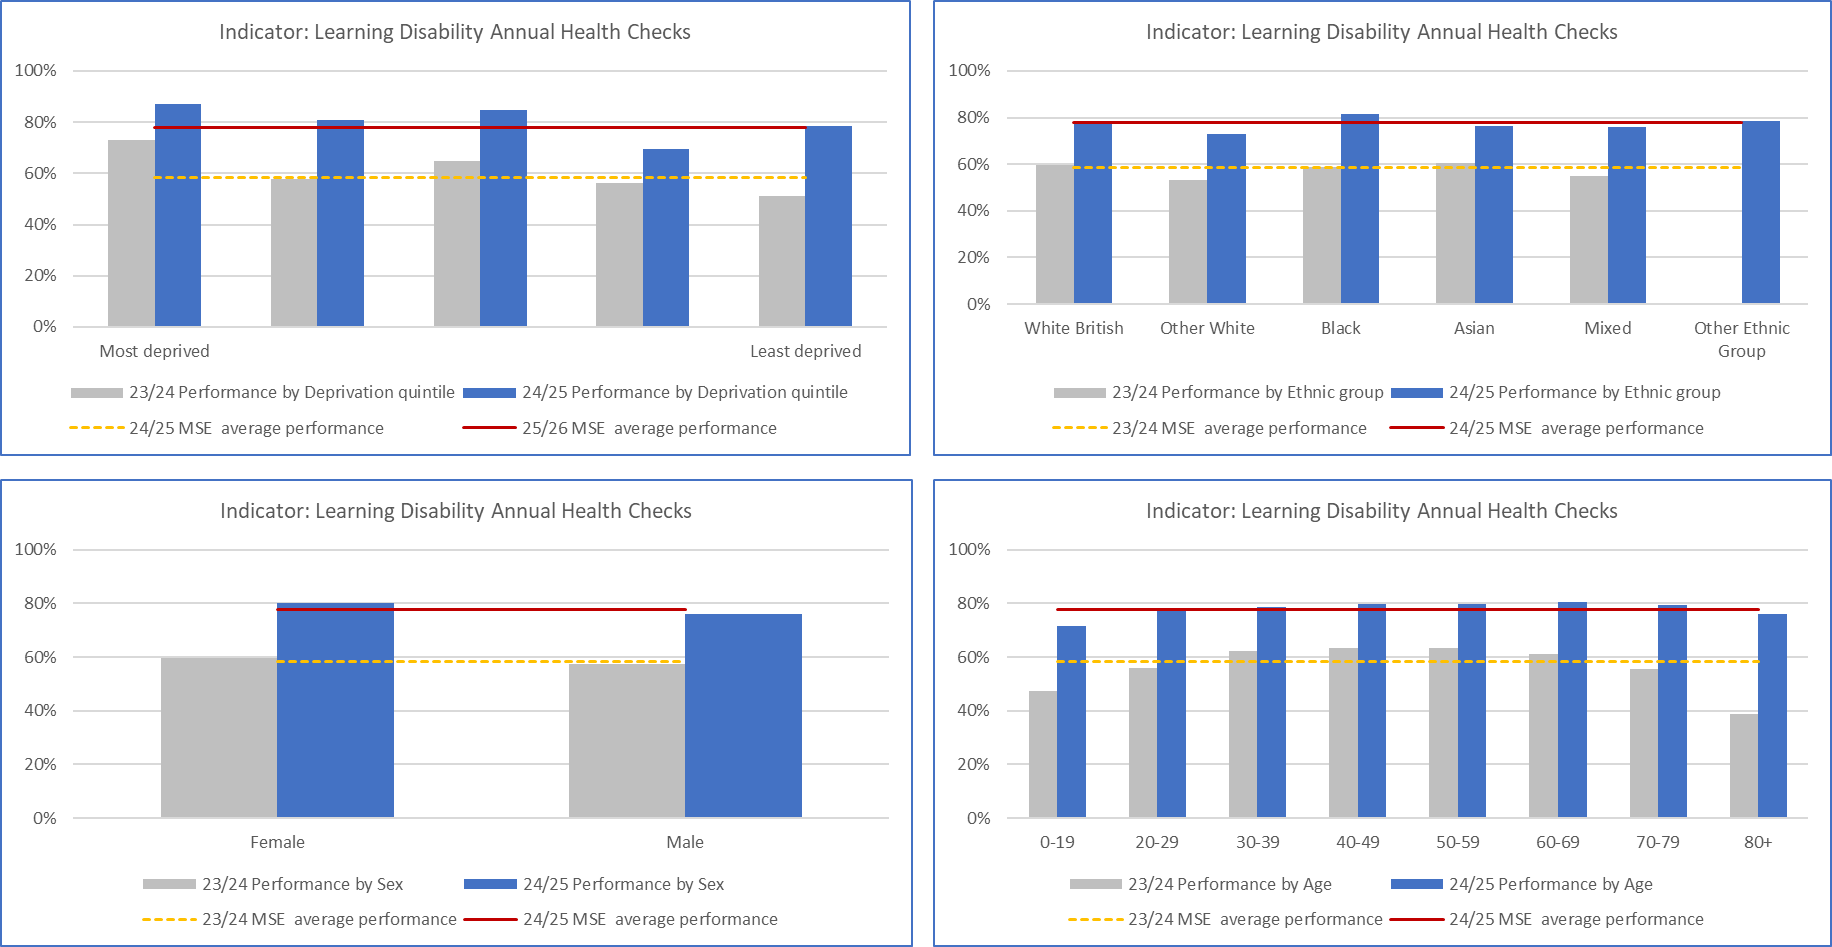 Indicator: Learning Disability Annual Health Checks
100%
80%
60%
40%
20%
0%
Most deprived Least deprived
23/24 Performance by Deprivation quintile 24/25 Performance by Deprivation quintile
24/25 MSE average performance 25/26 MSE average performance
Indicator: Learning Disability Annual Health Checks
100%
80%
60%
40%
20%
0%
White British Other White Black Asian Mixed Other Ethnic
Group
23/24 Performance by Ethnic group 24/25 Performance by Ethnic group
23/24 MSE average performance 24/25 MSE average performance
Indicator: Learning Disability Annual Health Checks
100%
80%
60%
40%
20%
0%
Female Male
23/24 Performance by Sex 24/25 Performance by Sex
23/24 MSE average performance 24/25 MSE average performance
Indicator: Learning Disability Annual Health Checks
100%
80%
60%
40%
20%
0%
0-19 20-29 30-39 40-49 50-59 60-69 70-79 80+
23/24 Performance by Age 24/25 Performance by Age
23/24 MSE average performance 24/25 MSE average performance